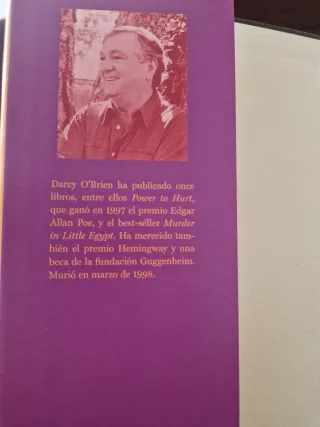 Darcy O'Brien ha publicado once
libros, entre ellos Power to Hurt,
que ganó en 1997 el premio Edgar
Allan Poe, y el best-séller Murder
in Little Egypt. Ha merecido tam-
bién el premio Hemingway y una
beca de la fundación Guggenheim.
Murió en marzo de 1998.